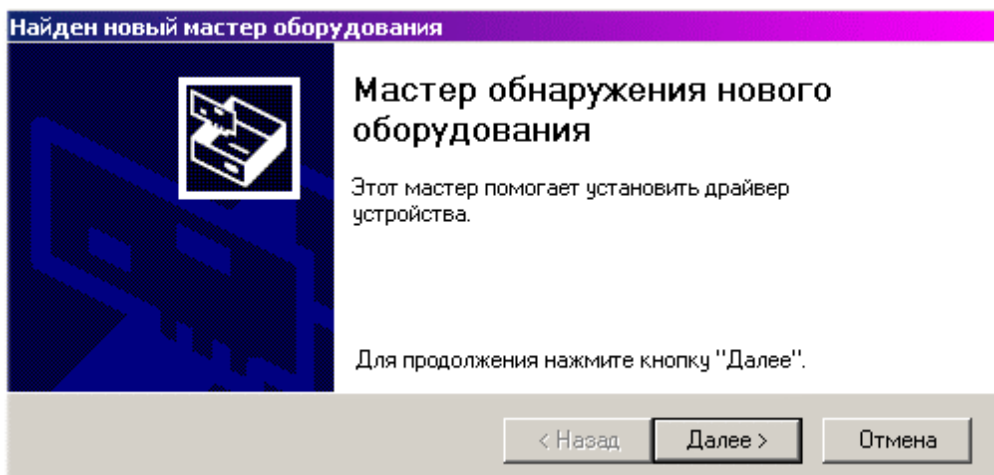 Найден новый мастер оборудования
Мастер обнаружения нового
оборудования
Этот мастер помогает установить драйвер
устройства.
Для продолжения нажмите кнопку "Далее".
< Назад
Далее >
Отмена